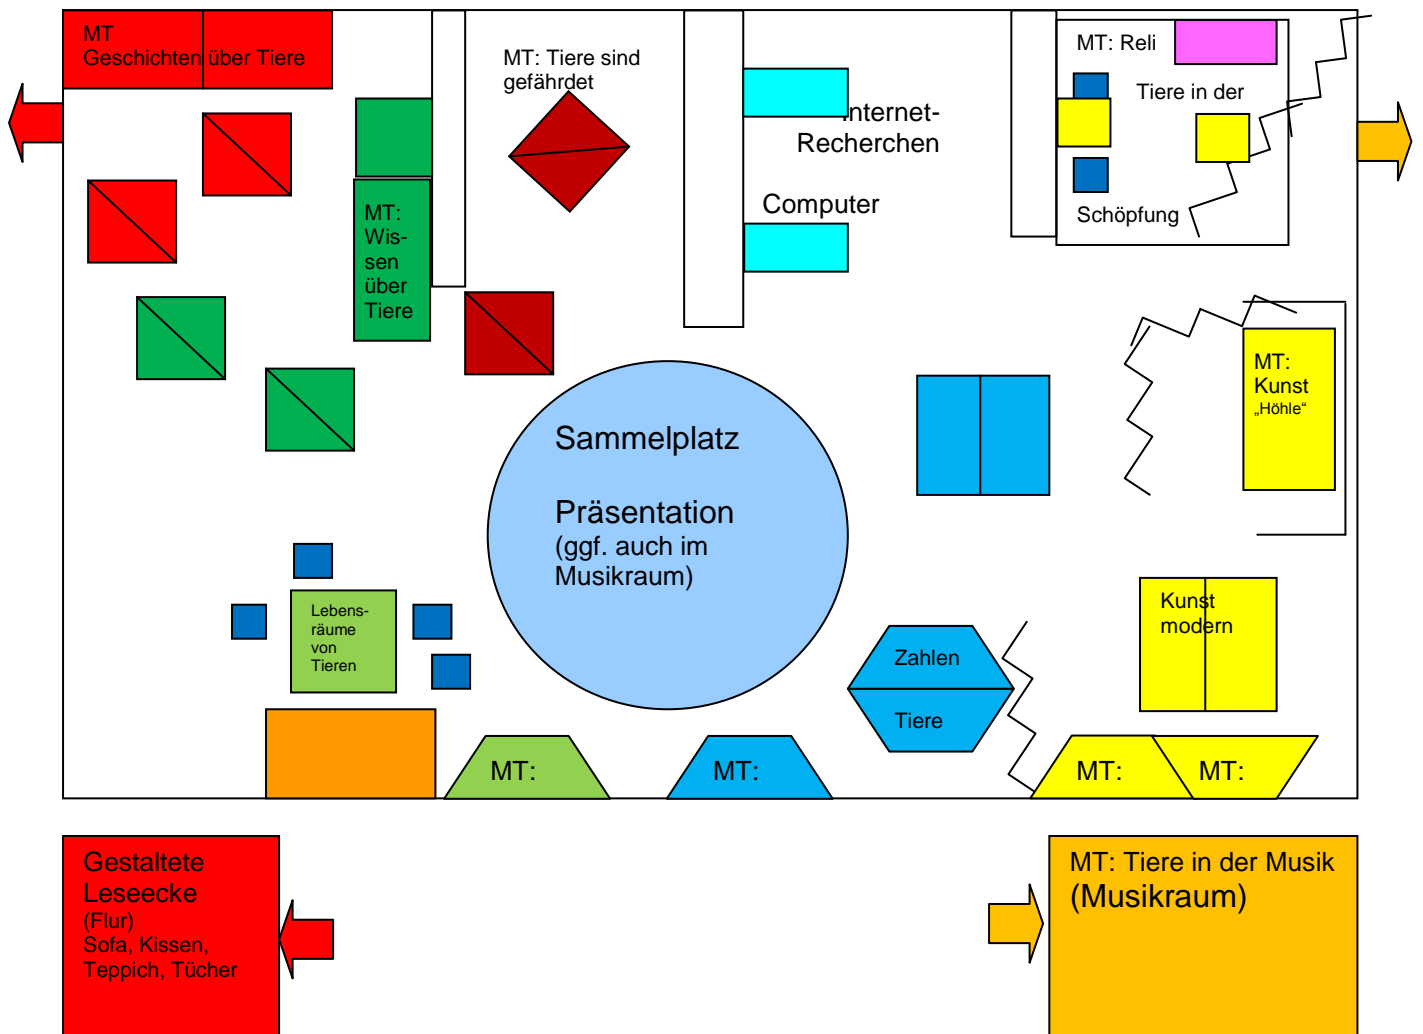 MT
Geschichten über Tiere
MT: Tiere sind
gefährdet
Internet-
Recherchen
Computer
MT: Reli
Tiere in der
Schöpfung
MT:
Wis-
sen
über
Tiere
MT:
Kunst
„Höhle“
Sammelplatz
Präsentation
(ggf. auch im
Musikraum)
Lebens-
räume
von
Tieren
Kunst
modern
Zahlen
Tiere
MT:
MT:
MT:
MT:
Gestaltete
Leseecke
(Flur)
Sofa, Kissen,
Teppich, Tücher
MT: Tiere in der Musik
(Musikraum)